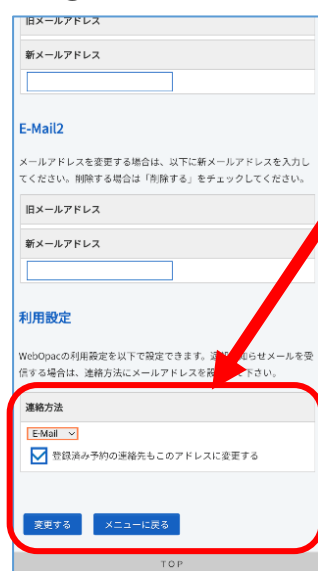 旧メールアドレス
新メールアドレス
E-Mail2
メールアドレスを変更する場合は、以下に新メールアドレスを入力し
てください。削除する場合は「削除する」をチェックしてください。
旧メールアドレス
新メールアドレス
利用設定
WebOpacの利用設定を以下で設定できます。 らせメールを受
信する場合は、連絡方法にメールアドレスを 下さい。
連絡方法
E-Mail
登録済み予約の連絡先もこのアドレスに変更する
変更する メニューに戻る
TOP